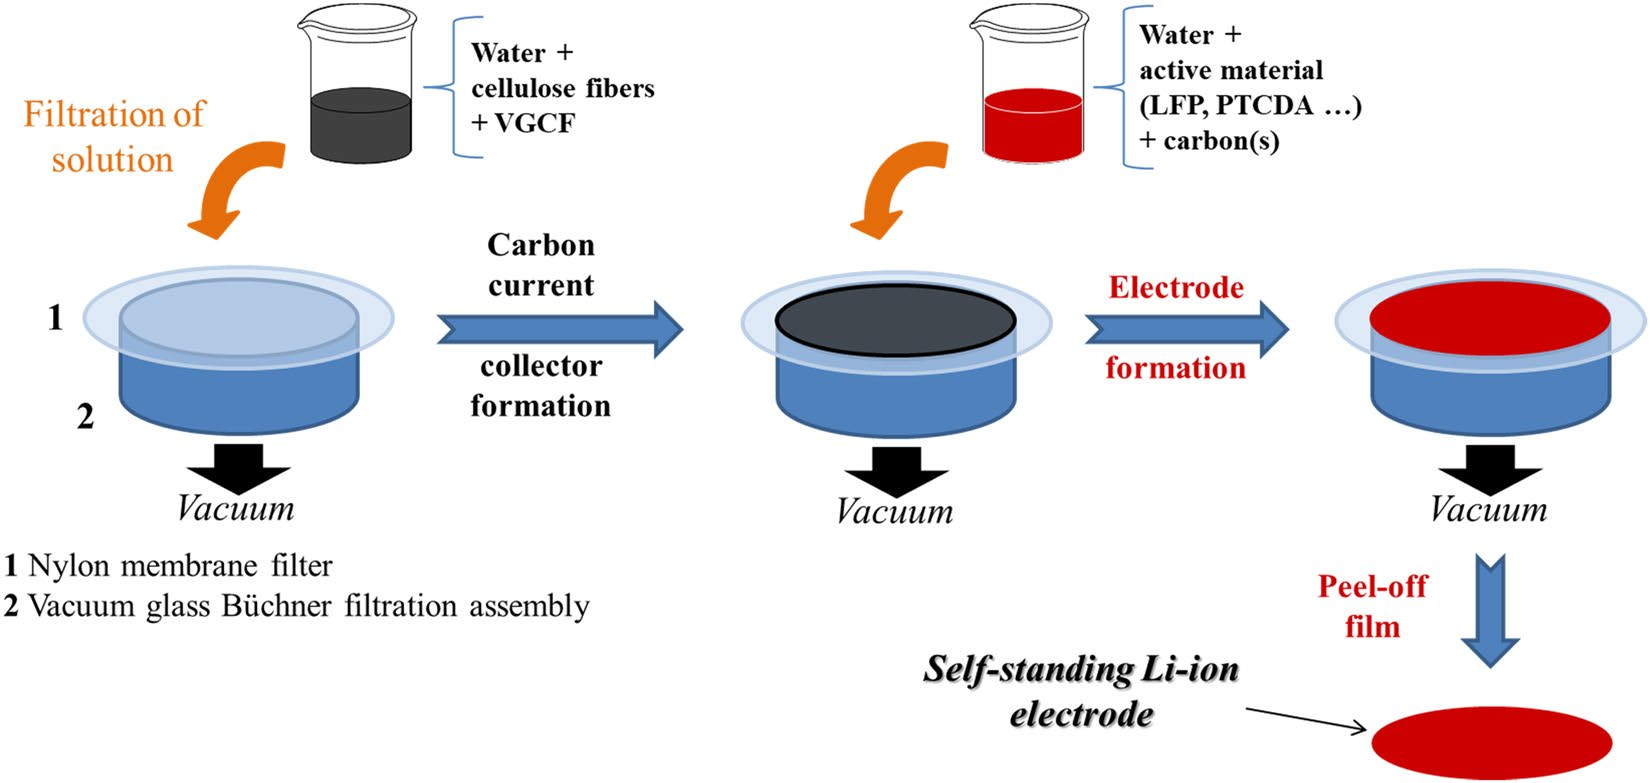 Water +
cellulose fibers
+ VGCF
Water +
active material
(LFP, PTCDA …)
+ carbon(s)
Filtration of
solution
Carbon
current
collector
formation
Electrode
formation
1
2
Vacuum
Vacuum
Vacuum
1 Nylon membrane filter
2 Vacuum glass Büchner filtration assembly
Peel-off
film
Self-standing Li-ion
electrode